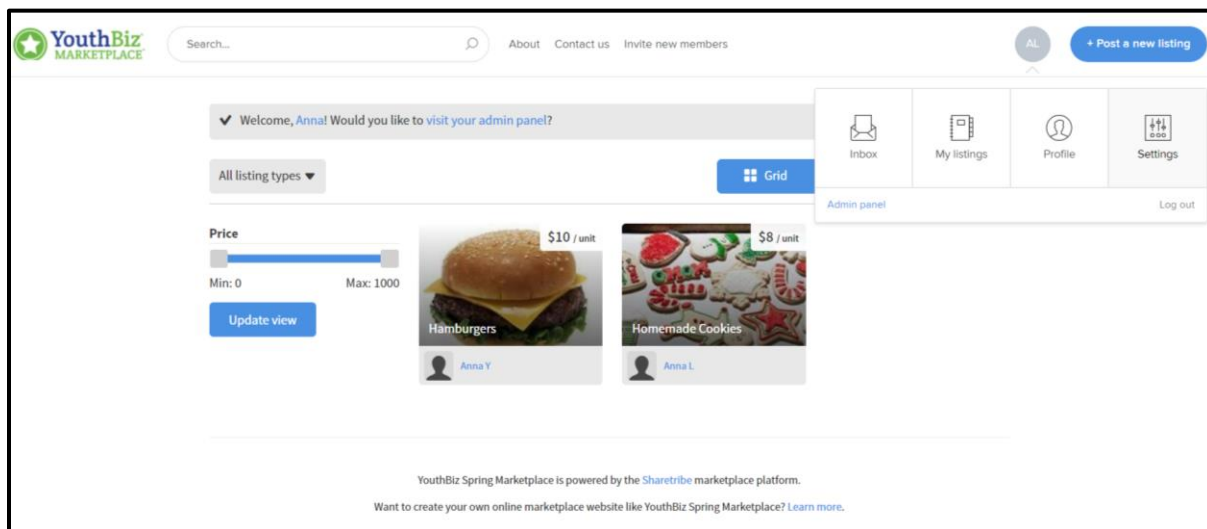 YouthBiz
MARKETPLACE
Search...
About Contact us Invite new members
AL
+ Post a new listing
✔ Welcome, Anna! Would you like to visit your admin panel?
Inbox
My listings
Profile
Settings
Admin panel
Log out
All listing types ▼
Grid
Price
Min: 0
Max: 1000
Update view
$10 / unit
Hamburgers
Anna Y
$8 / unit
Homemade Cookies
Anna L
YouthBiz Spring Marketplace is powered by the Sharetribe marketplace platform.
Want to create your own online marketplace website like YouthBiz Spring Marketplace? Learn more.